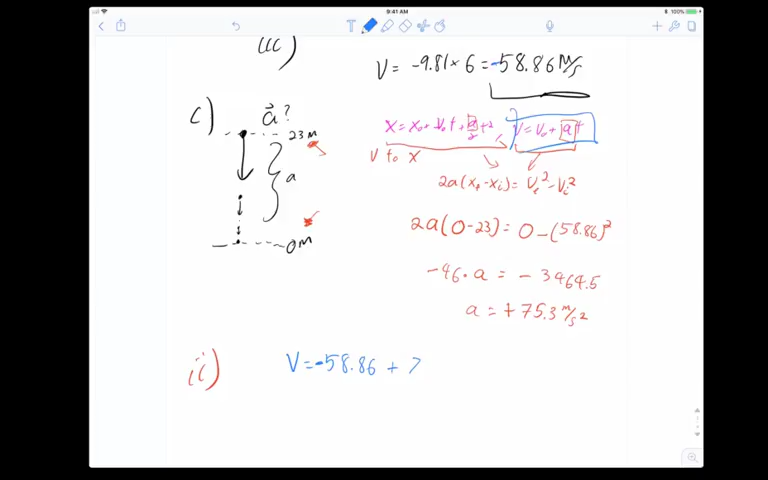 9:41 AM
100%
iii)
V = -9.81 × 6 = -58.86 M/s
c) a?
23 M
X = X₀ + V₀t + a/2 t² V = V₀ + at
V to X
a
2a(x_f - x_i) = V_f² - V_i²
2a(0-23) = 0 - (58.86)²
0 M
-46 · a = -3464.5
a = +75.3 M/s²
ii) V = -58.86 + 7